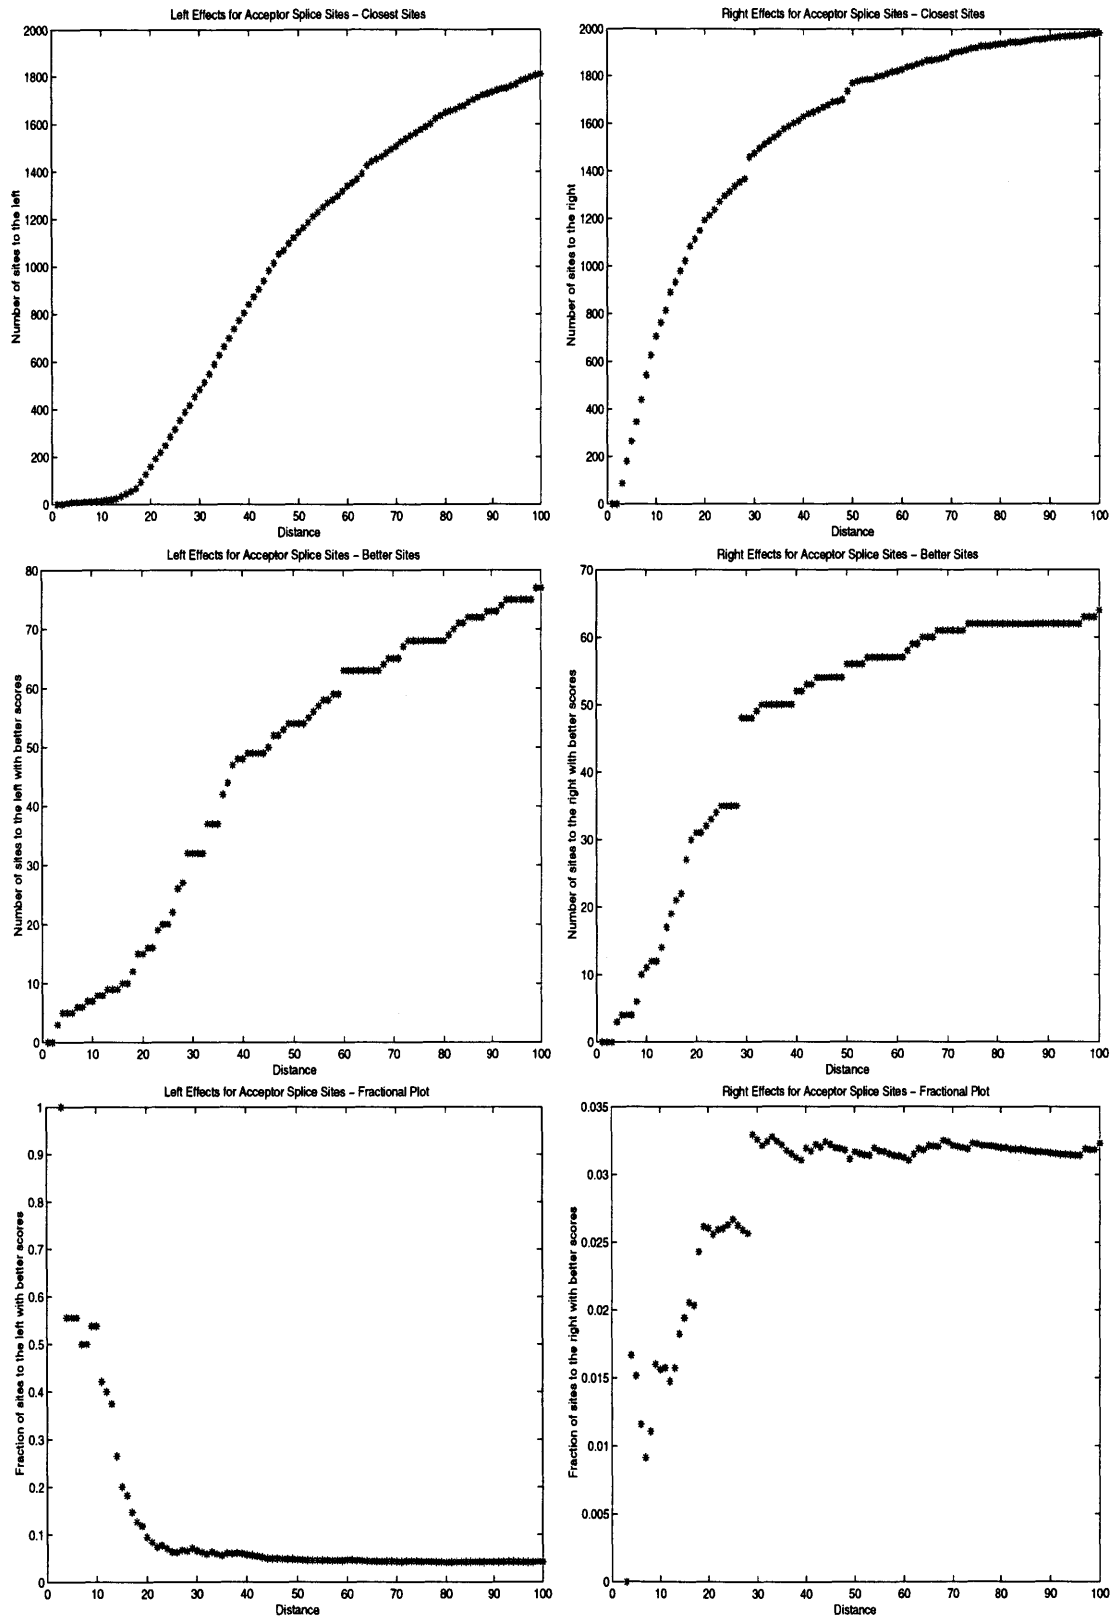 Left Effects for Acceptor Splice Sites – Closest Sites
Number of sites to the left
2000
1800
1600
1400
1200
1000
800
600
400
200
0
0 10 20 30 40 50 60 70 80 90 100
Distance
Right Effects for Acceptor Splice Sites – Closest Sites
Number of sites to the right
2000
1800
1600
1400
1200
1000
800
600
400
200
0
0 10 20 30 40 50 60 70 80 90 100
Distance
Left Effects for Acceptor Splice Sites – Better Sites
Number of sites to the left with better scores
80
70
60
50
40
30
20
10
0
0 10 20 30 40 50 60 70 80 90 100
Distance
Right Effects for Acceptor Splice Sites – Better Sites
Number of sites to the right with better scores
70
60
50
40
30
20
10
0
0 10 20 30 40 50 60 70 80 90 100
Distance
Left Effects for Acceptor Splice Sites – Fractional Plot
Fraction of sites to the left with better scores
1
0.9
0.8
0.7
0.6
0.5
0.4
0.3
0.2
0.1
0
0 10 20 30 40 50 60 70 80 90 100
Distance
Right Effects for Acceptor Splice Sites – Fractional Plot
Fraction of sites to the right with better scores
0.035
0.03
0.025
0.02
0.015
0.01
0.005
0
0 10 20 30 40 50 60 70 80 90 100
Distance